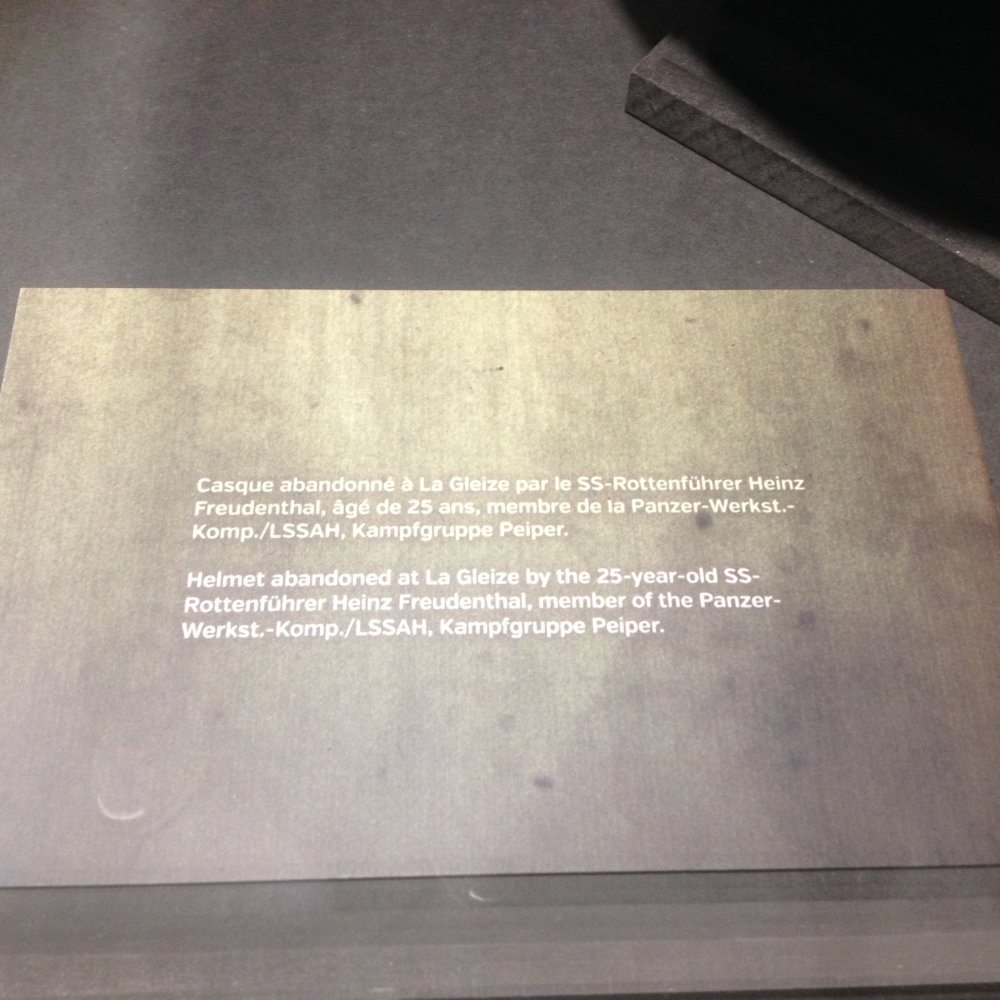 Casque abandonné à La Gleize par le SS-Rottenführer Heinz
Freudenthal, âgé de 25 ans, membre de la Panzer-Werkst.-
Komp./LSSAH, Kampfgruppe Peiper.
Helmet abandoned at La Gleize by the 25-year-old SS-
Rottenführer Heinz Freudenthal, member of the Panzer-
Werkst.-Komp./LSSAH, Kampfgruppe Peiper.